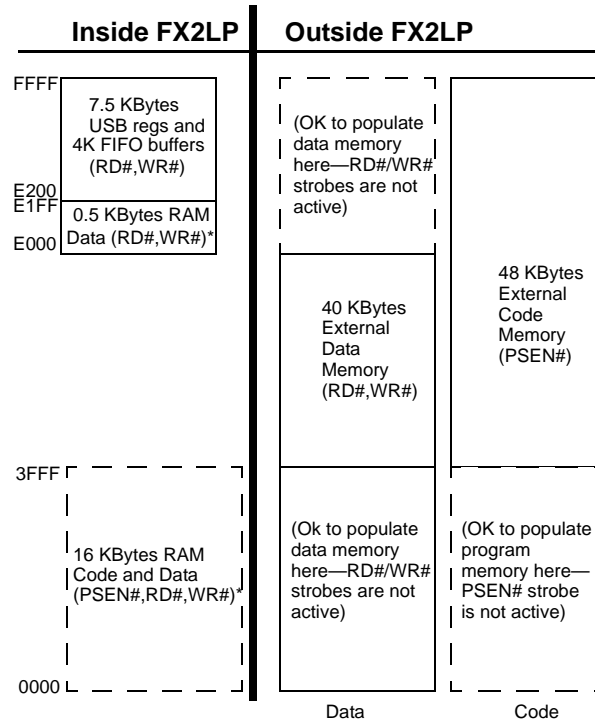 Inside FX2LP
Outside FX2LP
FFFF
7.5 KBytes
USB regs and
4K FIFO buffers
(RD#,WR#)
E200
E1FF
0.5 KBytes RAM
Data (RD#,WR#)*
E000
(OK to populate
data memory
here—RD#/WR#
strobes are not
active)
40 KBytes
External
Data
Memory
(RD#,WR#)
48 KBytes
External
Code
Memory
(PSEN#)
3FFF
16 KBytes RAM
Code and Data
(PSEN#,RD#,WR#)*
(Ok to populate
data memory
here—RD#/WR#
strobes are not
active)
(OK to populate
program
memory here—
PSEN# strobe
is not active)
0000
Data
Code